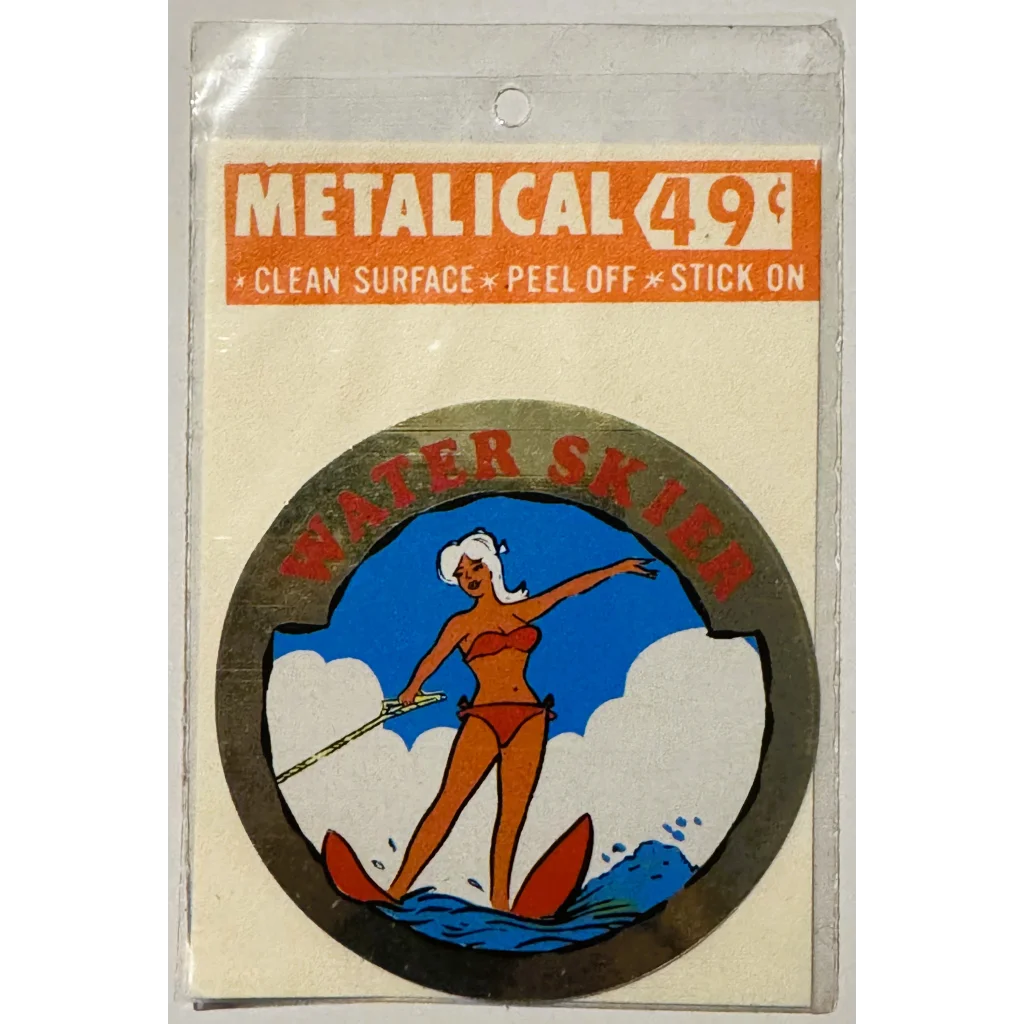 METALICAL 49¢
* CLEAN SURFACE * PEEL OFF * STICK ON
WATER SKIER